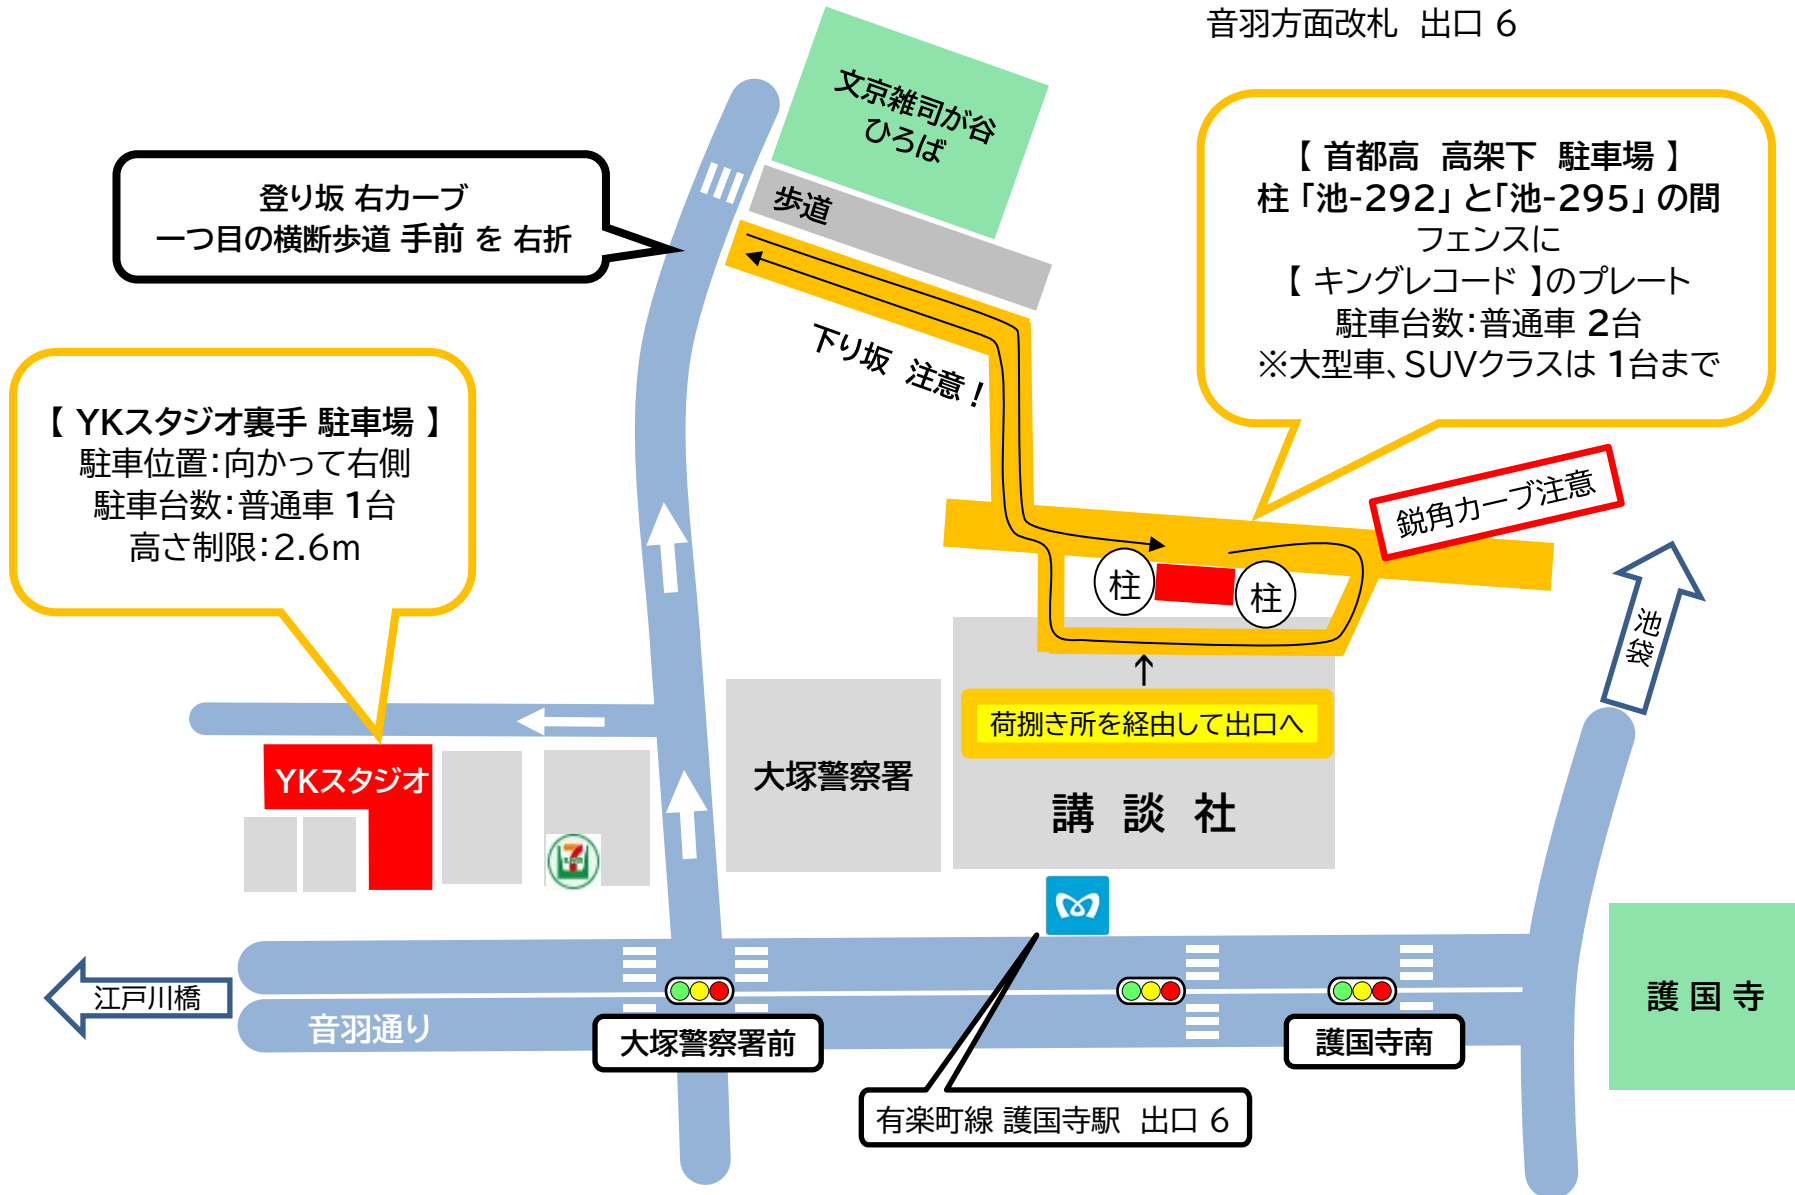 音羽方面改札 出口 6
文京雑司が谷
ひろば
歩道
登り坂 右カーブ
一つ目の横断歩道 手前 を 右折
【 首都高 高架下 駐車場 】
柱「池-292」と「池-295」の間
フェンスに
【 キングレコード 】のプレート
駐車台数：普通車 2台
※大型車、SUVクラスは 1台まで
下り坂 注意！
【 YKスタジオ裏手 駐車場 】
駐車位置：向かって右側
駐車台数：普通車 1台
高さ制限：2.6m
鋭角カーブ注意
柱
柱
池袋
荷捌き所を経由して出口へ
YKスタジオ
大塚警察署
講 談 社
7
護国寺
江戸川橋
音羽通り
大塚警察署前
護国寺南
有楽町線 護国寺駅 出口 6